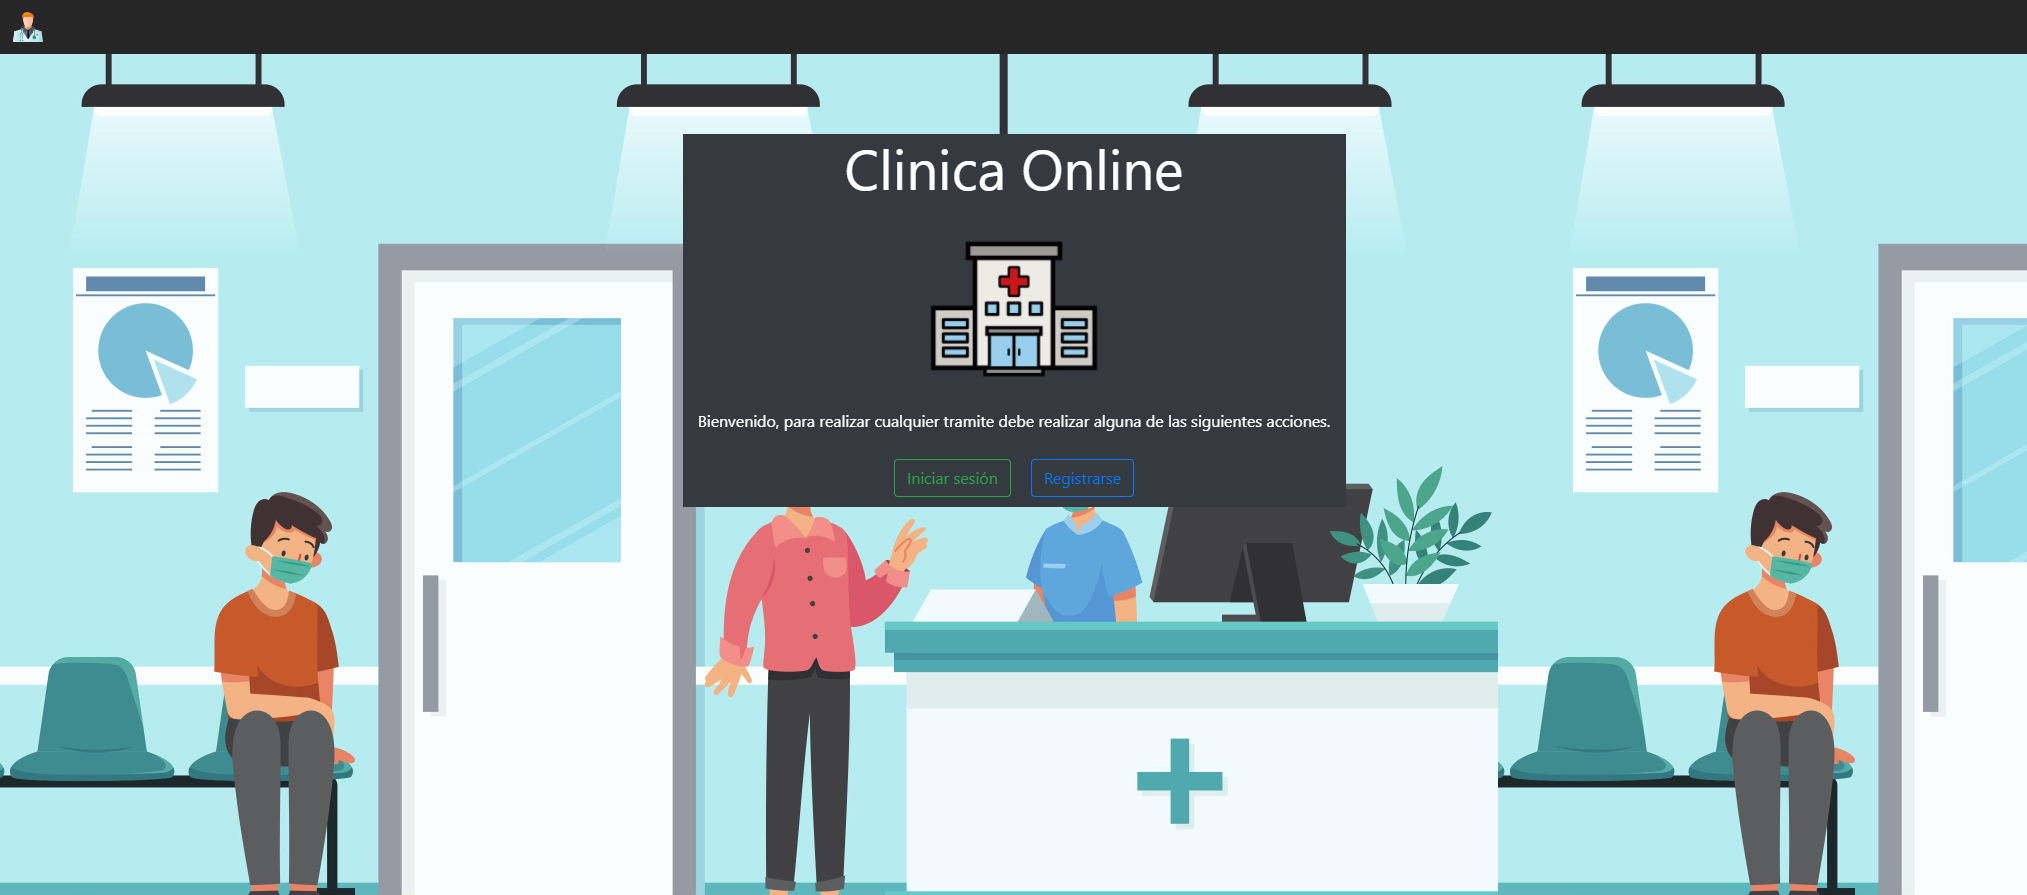 Clinica Online
Bienvenido, para realizar cualquier tramite debe realizar alguna de las siguientes acciones.
Iniciar sesión
Registrarse